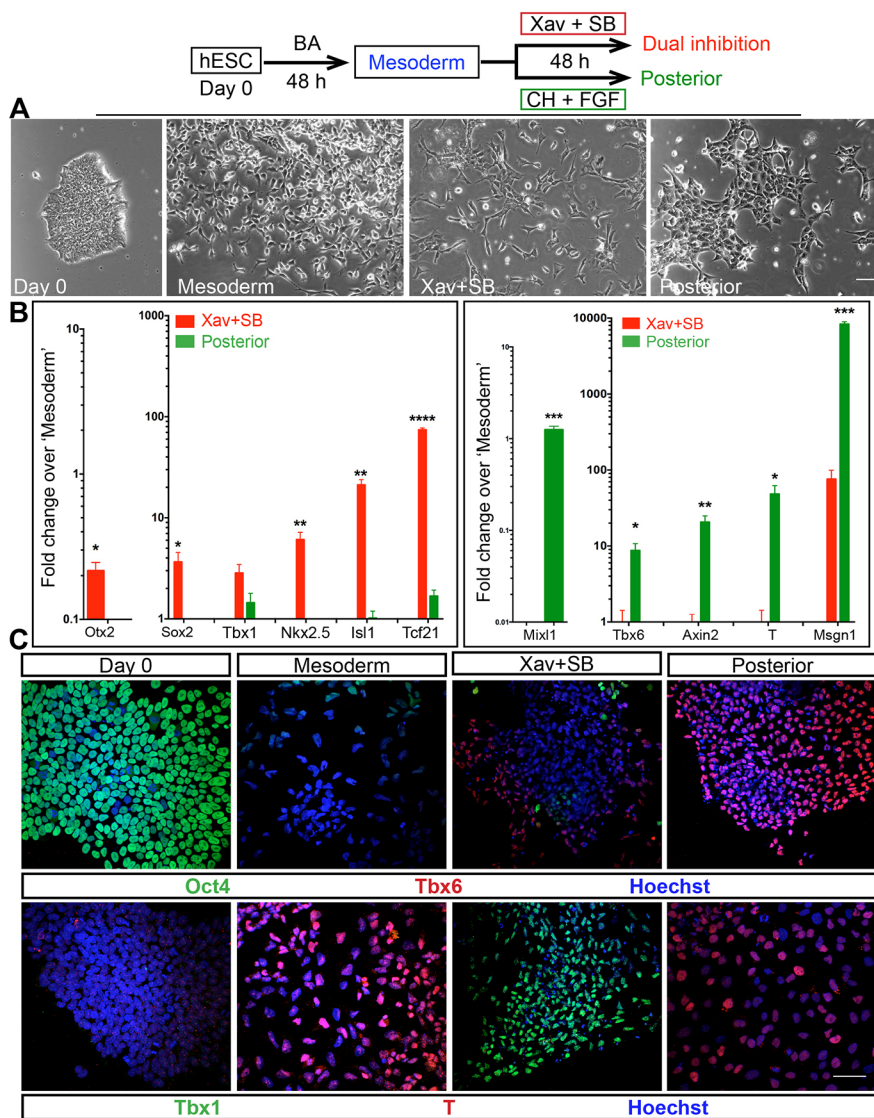 Xav + SB
BA
Dual inhibition
hESC
Mesoderm
48 h
48 h
Posterior
Day 0
CH + FGF
A
Day 0
Mesoderm
Xav+SB
Posterior
B
Fold change over ‘Mesoderm’
10
1
0.1
*
Otx2
1000
100
10
1
Xav+SB
Posterior
*
**
**
****
Sox2
Tbx1
Nkx2.5
Isl1
Tcf21
Fold change over ‘Mesoderm’
10
1
0.1
0.01
***
Mixl1
10000
1000
100
10
1
Xav+SB
Posterior
*
**
*
***
Tbx6
Axin2
T
Msgn1
C
Day 0
Mesoderm
Xav+SB
Posterior
Oct4
Tbx6
Hoechst
Tbx1
T
Hoechst